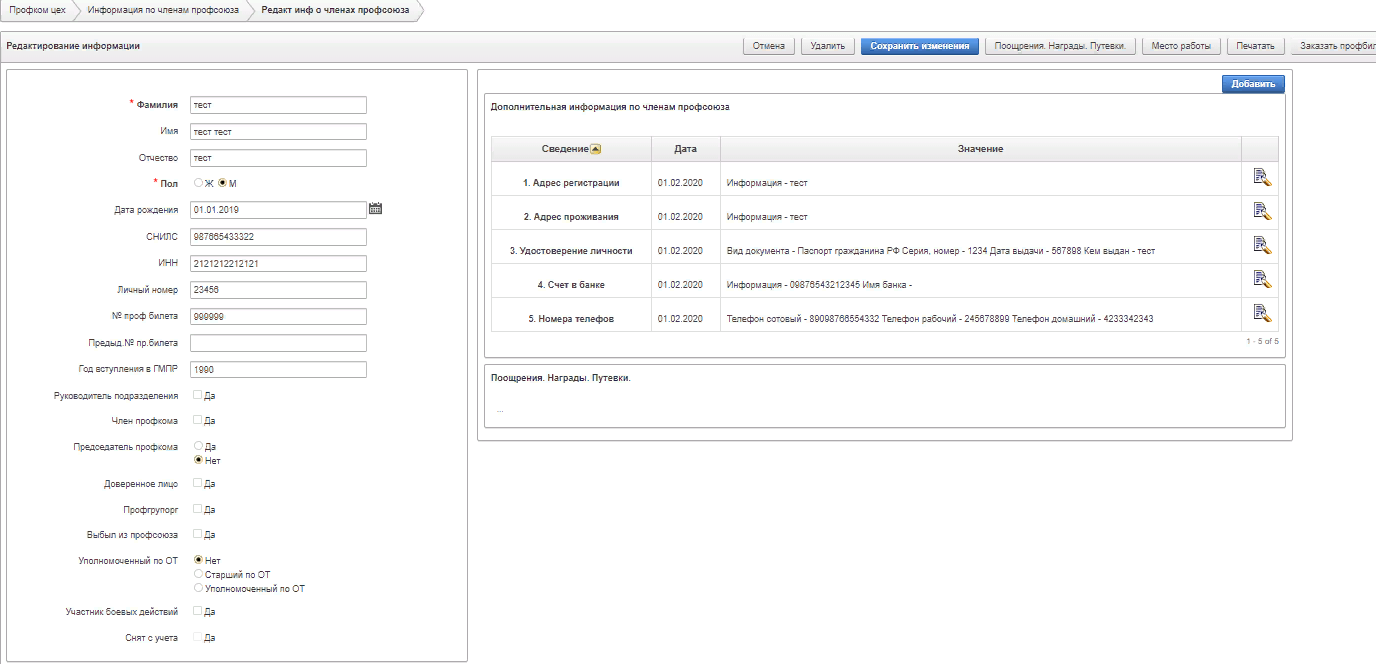 Профком цех
Информация по членам профсоюза
Редакт инф о членах профсоюза
Редактирование информации
Отмена
Удалить
Сохранить изменения
Поощрения. Награды. Путевки.
Место работы
Печатать
Заказать профбил
* Фамилия тест
Имя тест тест
Отчество тест
* Пол Ж М
Дата рождения 01.01.2019
СНИЛС 987665433322
ИНН 2121212212121
Личный номер 23456
№ проф билета 999999
Предыд.№ пр.билета
Год вступления в ГМПР 1990
Руководитель подразделения Да
Член профкома Да
Председатель профкома Да
Нет
Доверенное лицо Да
Профгрупорг Да
Выбыл из профсоюза Да
Уполномоченный по ОТ Нет
Старший по ОТ
Уполномоченный по ОТ
Участник боевых действий Да
Снят с учета Да
Добавить
Дополнительная информация по членам профсоюза
Сведение Дата Значение
1. Адрес регистрации 01.02.2020 Информация - тест
2. Адрес проживания 01.02.2020 Информация - тест
3. Удостоверение личности 01.02.2020 Вид документа - Паспорт гражданина РФ Серия, номер - 1234 Дата выдачи - 567898 Кем выдан - тест
4. Счет в банке 01.02.2020 Информация - 09876543212345 Имя банка -
5. Номера телефов 01.02.2020 Телефон сотовый - 89098766554332 Телефон рабочий - 245678899 Телефон домашний - 4233342343
1 - 5 of 5
Поощрения. Награды. Путевки.
...